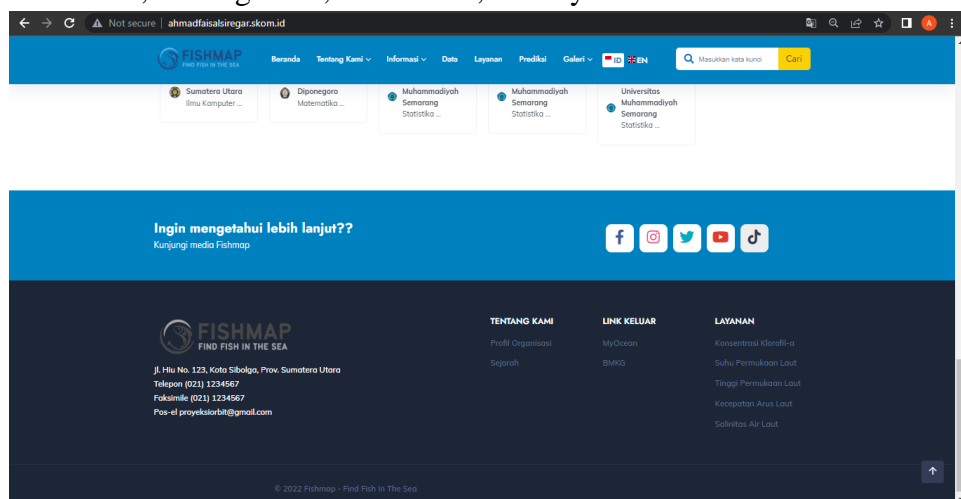 Not secure | ahmadfaisalsiregar.skom.id
FISHMAP
FIND FISH IN THE SEA
Beranda Tentang Kami Informasi Data Layanan Prediksi Galeri ID EN Masukkan kata kunci Cari
Sumatera Utara
Ilmu Komputer ...
Diponegoro
Matematika ...
Muhammadiyah
Semarang
Statistika ...
Muhammadiyah
Semarang
Statistika ...
Universitas
Muhammadiyah
Semarang
Statistika ...
Ingin mengetahui lebih lanjut??
Kunjungi media Fishmap
FISHMAP
FIND FISH IN THE SEA
Jl. Hiu No. 123, Kota Sibolga, Prov. Sumatera Utara
Telepon (021) 1234567
Faksimile (021) 1234567
Pos-el proyeksiorbit@gmail.com
TENTANG KAMI
Profil Organisasi
Sejarah
LINK KELUAR
MyOcean
BMKG
LAYANAN
Konsentrasi Klorofil-a
Suhu Permukaan Laut
Tinggi Permukaan Laut
Kecepatan Arus Laut
Salinitas Air Laut
© 2022 Fishmap - Find Fish In The Sea